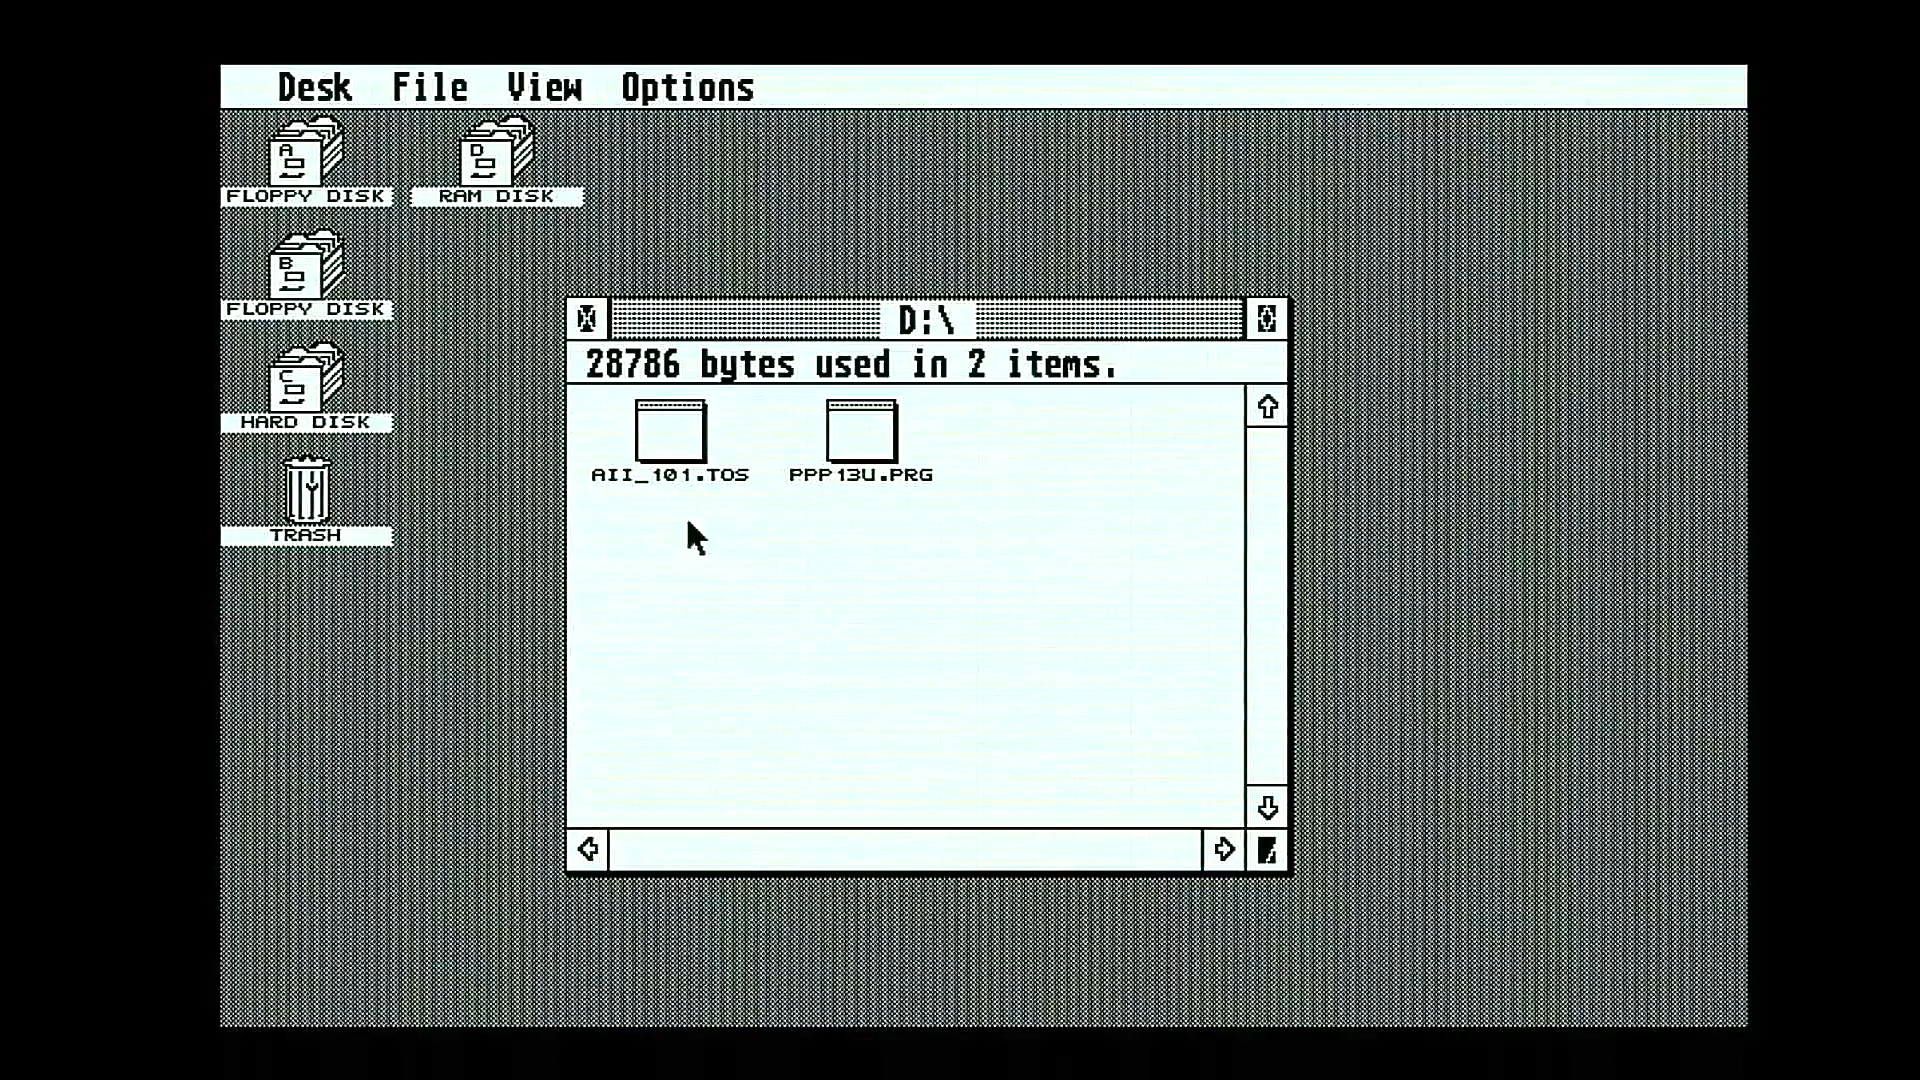 Desk File View Options
A
FLOPPY DISK
D
RAM DISK
B
FLOPPY DISK
C
HARD DISK
TRASH
D:\
28786 bytes used in 2 items.
AII_101.TOS
PPP13U.PRG